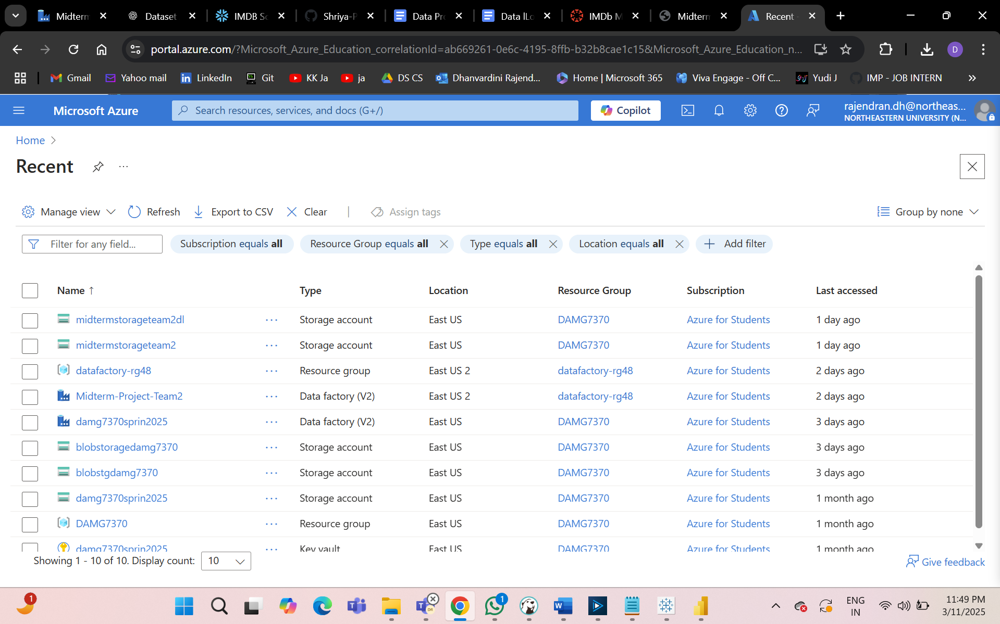 Midterm
Dataset
IMDB Sc
Shriya-P
Data Pro
Data lLo
IMDb M
Midterm
Recent -
portal.azure.com/?Microsoft_Azure_Education_correlationId=ab669261-0e6c-4195-8ffb-b32b8cae1c15&Microsoft_Azure_Education_n...
D
Gmail
Yahoo mail
LinkedIn
Git
KK Ja
ja
DS CS
Dhanvardini Rajend...
Home | Microsoft 365
Viva Engage - Off C...
Yudi J
IMP - JOB INTERN
Microsoft Azure
Search resources, services, and docs (G+/)
Copilot
rajendran.dh@northeas...
NORTHEASTERN UNIVERSITY (N...
Home
Recent
Manage view
Refresh
Export to CSV
Clear
Assign tags
Group by none
Filter for any field...
Subscription equals all
Resource Group equals all
Type equals all
Location equals all
Add filter
Name ↑ Type Location Resource Group Subscription Last accessed
midtermstorageteam2dl ... Storage account East US DAMG7370 Azure for Students 1 day ago
midtermstorageteam2 ... Storage account East US DAMG7370 Azure for Students 1 day ago
datafactory-rg48 ... Resource group East US 2 datafactory-rg48 Azure for Students 2 days ago
Midterm-Project-Team2 ... Data factory (V2) East US 2 datafactory-rg48 Azure for Students 2 days ago
damg7370sprin2025 ... Data factory (V2) East US DAMG7370 Azure for Students 3 days ago
blobstoragedamg7370 ... Storage account East US DAMG7370 Azure for Students 3 days ago
blobstgdamg7370 ... Storage account East US DAMG7370 Azure for Students 3 days ago
damg7370sprin2025 ... Storage account East US DAMG7370 Azure for Students 1 month ago
DAMG7370 ... Resource group East US DAMG7370 Azure for Students 1 month ago
damg7370sprin2025 ... Key vault East US DAMG7370 Azure for Students 1 month ago
Showing 1 - 10 of 10. Display count: 10
Give feedback
1
1
DR
ENG
IN
11:49 PM
3/11/2025